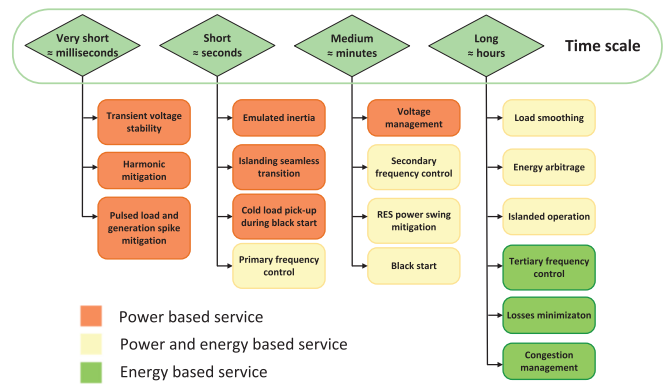 Very short
≈ milliseconds
Short
≈ seconds
Medium
≈ minutes
Long
≈ hours
Time scale
Transient voltage
stability
Harmonic
mitigation
Pulsed load and
generation spike
mitigation
Emulated inertia
Islanding seamless
transition
Cold load pick-up
during black start
Primary frequency
control
Voltage
management
Secondary
frequency control
RES power swing
mitigation
Black start
Load smoothing
Energy arbitrage
Islanded operation
Tertiary frequency
control
Losses minimizaton
Congestion
management
Power based service
Power and energy based service
Energy based service